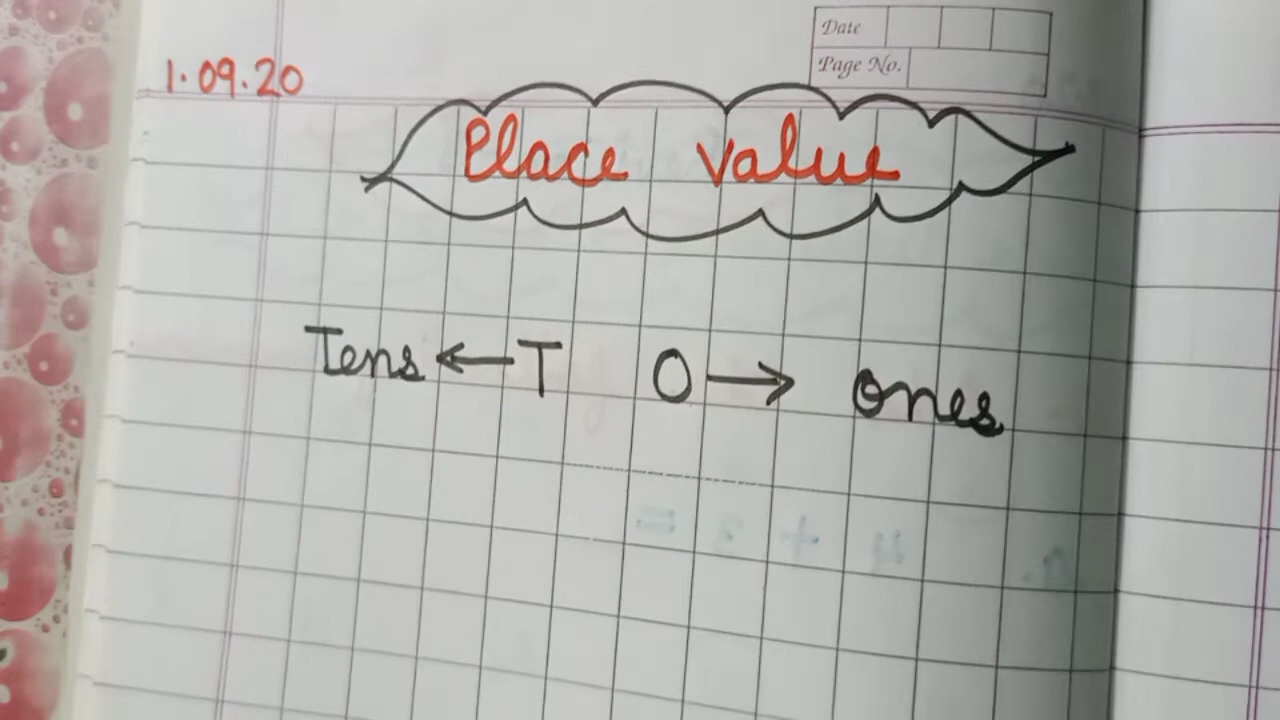 Date
Page No.
1.09.20
Place value
Tens ← T O → ones